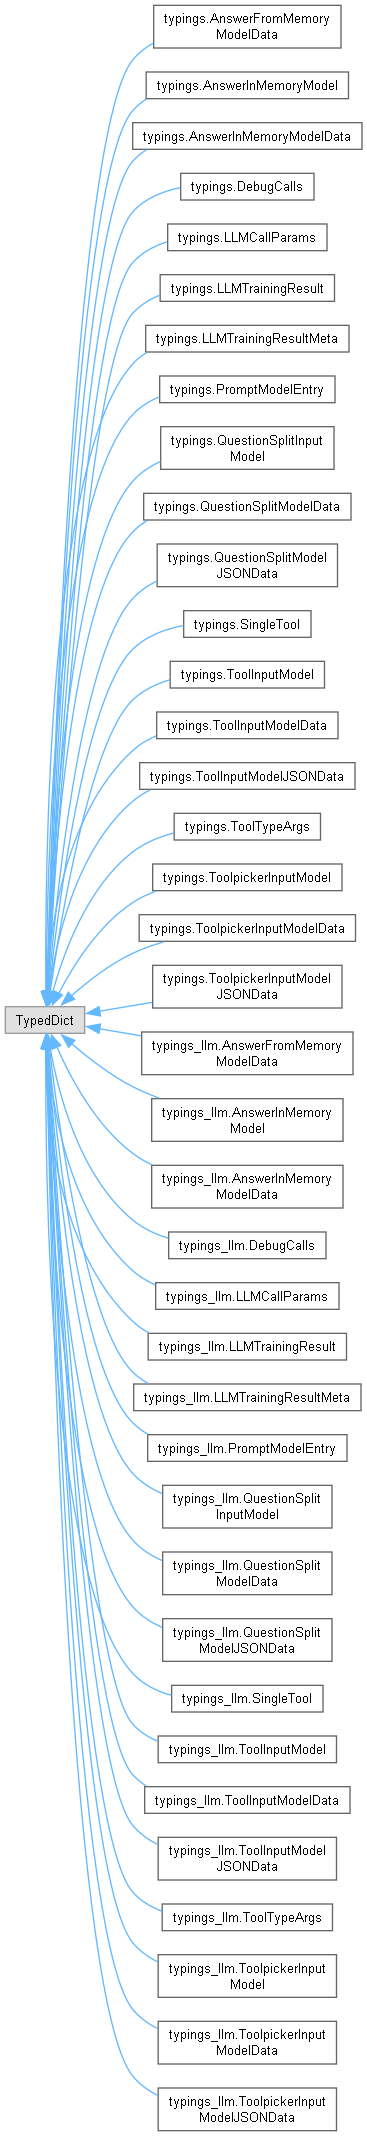 typings.AnswerFromMemory
ModelData
typings.AnswerInMemoryModel
typings.AnswerInMemoryModelData
typings.DebugCalls
typings.LLMCallParams
typings.LLMTrainingResult
typings.LLMTrainingResultMeta
typings.PromptModelEntry
typings.QuestionSplitInput
Model
typings.QuestionSplitModelData
typings.QuestionSplitModel
JSONData
typings.SingleTool
typings.ToolInputModel
typings.ToolInputModelData
typings.ToolInputModelJSONData
typings.ToolTypeArgs
typings.ToolpickerInputModel
typings.ToolpickerInputModelData
typings.ToolpickerInputModel
JSONData
TypedDict
typings_llm.AnswerFromMemory
ModelData
typings_llm.AnswerInMemory
Model
typings_llm.AnswerInMemory
ModelData
typings_llm.DebugCalls
typings_llm.LLMCallParams
typings_llm.LLMTrainingResult
typings_llm.LLMTrainingResultMeta
typings_llm.PromptModelEntry
typings_llm.QuestionSplit
InputModel
typings_llm.QuestionSplit
ModelData
typings_llm.QuestionSplit
ModelJSONData
typings_llm.SingleTool
typings_llm.ToolInputModel
typings_llm.ToolInputModelData
typings_llm.ToolInputModel
JSONData
typings_llm.ToolTypeArgs
typings_llm.ToolpickerInput
Model
typings_llm.ToolpickerInput
ModelData
typings_llm.ToolpickerInput
ModelJSONData